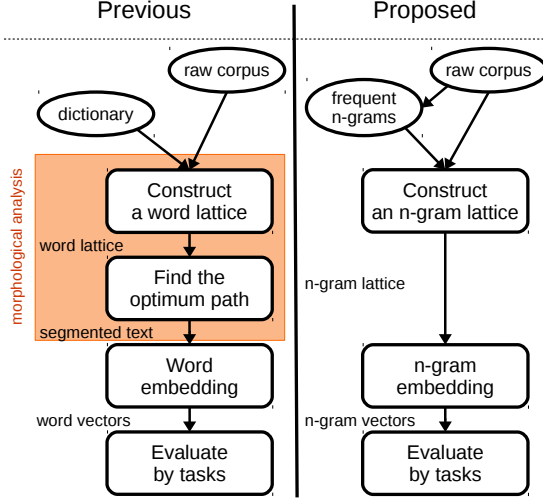 Previous
raw corpus
dictionary
morphological analysis
Construct
a word lattice
word lattice
Find the
optimum path
segmented text
Word
embedding
word vectors
Evaluate
by tasks
Proposed
raw corpus
frequent
n-grams
Construct
an n-gram lattice
n-gram lattice
n-gram
embedding
n-gram vectors
Evaluate
by tasks